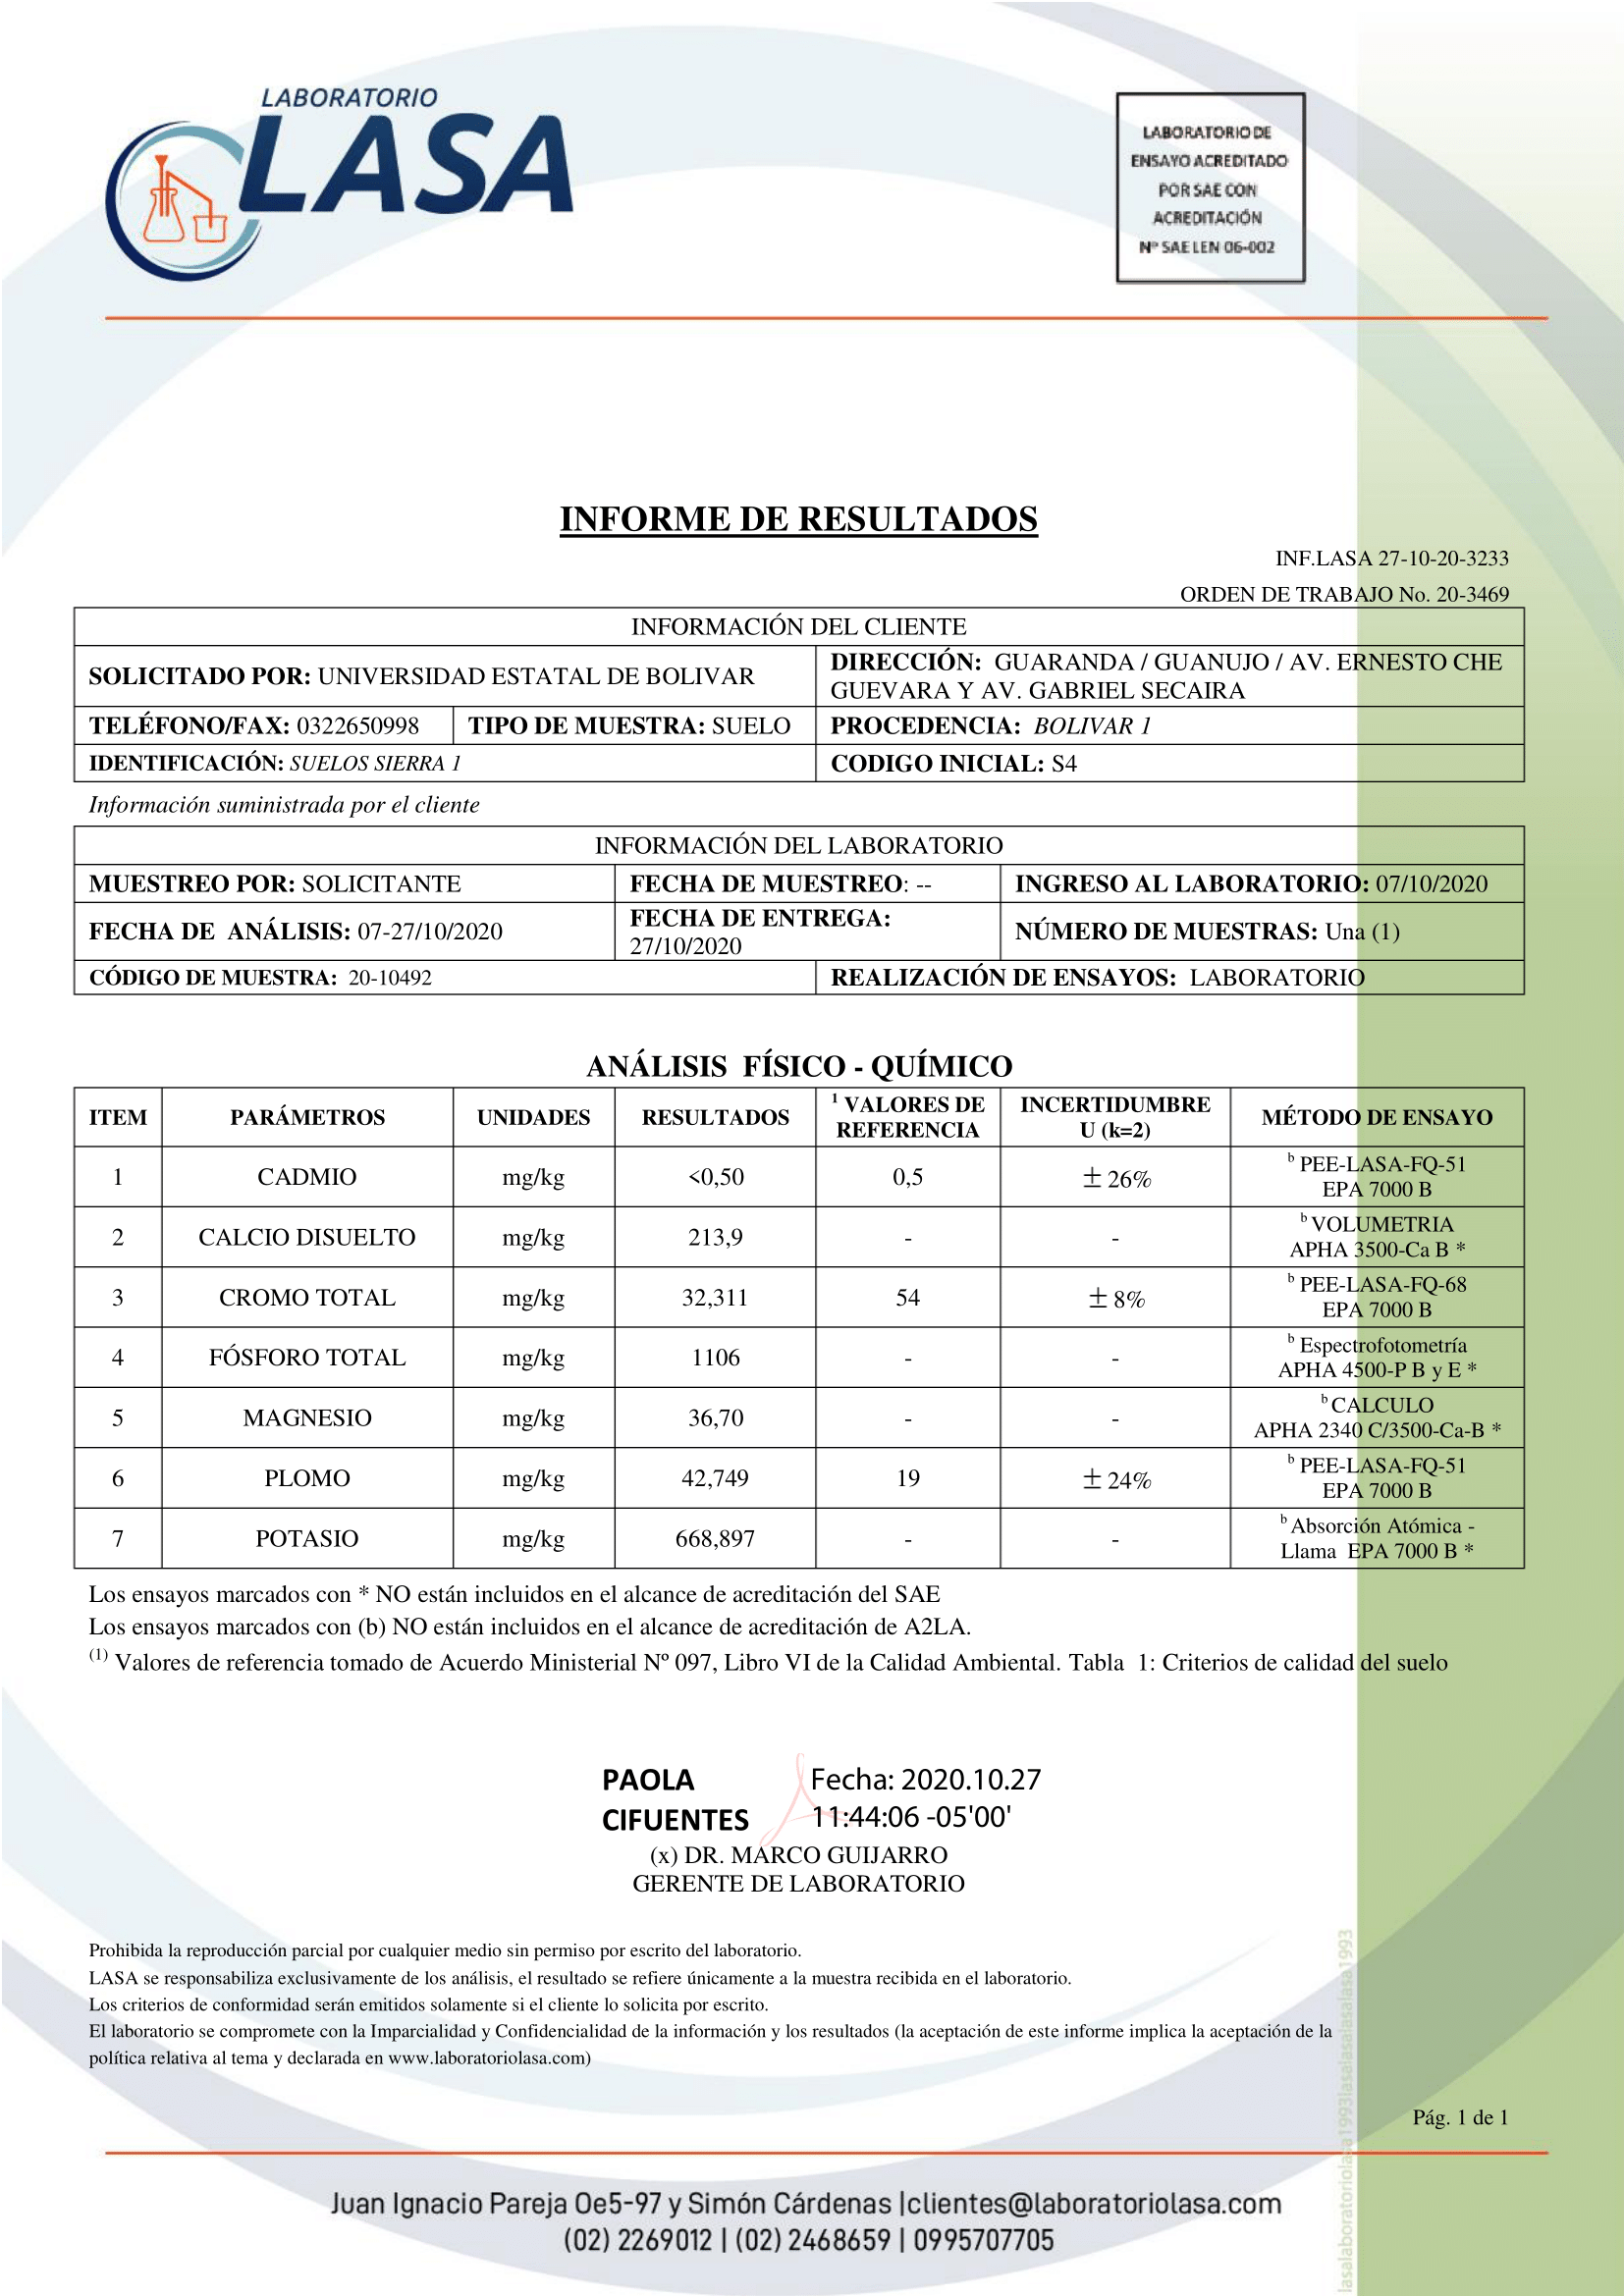 LABORATORIO
LASA
LABORATORIO DE
ENSAYO ACREDITADO
POR SAE CON
ACREDITACIÓN
Nº SAE LEN 06-002
INFORME DE RESULTADOS
INF.LASA 27-10-20-3233
ORDEN DE TRABAJO No. 20-3469
INFORMACIÓN DEL CLIENTE
SOLICITADO POR: UNIVERSIDAD ESTATAL DE BOLIVAR
DIRECCIÓN: GUARANDA / GUANUJO / AV. ERNESTO CHE
GUEVARA Y AV. GABRIEL SECAIRA
TELÉFONO/FAX: 0322650998 TIPO DE MUESTRA: SUELO PROCEDENCIA: BOLIVAR 1
IDENTIFICACIÓN: SUELOS SIERRA 1 CODIGO INICIAL: S4
Información suministrada por el cliente
INFORMACIÓN DEL LABORATORIO
MUESTREO POR: SOLICITANTE FECHA DE MUESTREO: -- INGRESO AL LABORATORIO: 07/10/2020
FECHA DE ANÁLISIS: 07-27/10/2020 FECHA DE ENTREGA:
27/10/2020 NÚMERO DE MUESTRAS: Una (1)
CÓDIGO DE MUESTRA: 20-10492 REALIZACIÓN DE ENSAYOS: LABORATORIO
ANÁLISIS FÍSICO - QUÍMICO
ITEM PARÁMETROS UNIDADES RESULTADOS 1 VALORES DE
REFERENCIA INCERTIDUMBRE
U (k=2) MÉTODO DE ENSAYO
1 CADMIO mg/kg <0,50 0,5 ± 26% b PEE-LASA-FQ-51
EPA 7000 B
2 CALCIO DISUELTO mg/kg 213,9 - - b VOLUMETRIA
APHA 3500-Ca B *
3 CROMO TOTAL mg/kg 32,311 54 ± 8% b PEE-LASA-FQ-68
EPA 7000 B
4 FÓSFORO TOTAL mg/kg 1106 - - b Espectrofotometría
APHA 4500-P B y E *
5 MAGNESIO mg/kg 36,70 - - b CALCULO
APHA 2340 C/3500-Ca-B *
6 PLOMO mg/kg 42,749 19 ± 24% b PEE-LASA-FQ-51
EPA 7000 B
7 POTASIO mg/kg 668,897 - - b Absorción Atómica -
Llama EPA 7000 B *
Los ensayos marcados con * NO están incluidos en el alcance de acreditación del SAE
Los ensayos marcados con (b) NO están incluidos en el alcance de acreditación de A2LA.
(1) Valores de referencia tomado de Acuerdo Ministerial Nº 097, Libro VI de la Calidad Ambiental. Tabla 1: Criterios de calidad del suelo
PAOLA
CIFUENTES
Fecha: 2020.10.27
11:44:06 -05'00'
(x) DR. MARCO GUIJARRO
GERENTE DE LABORATORIO
Prohibida la reproducción parcial por cualquier medio sin permiso por escrito del laboratorio.
LASA se responsabiliza exclusivamente de los análisis, el resultado se refiere únicamente a la muestra recibida en el laboratorio.
Los criterios de conformidad serán emitidos solamente si el cliente lo solicita por escrito.
El laboratorio se compromete con la Imparcialidad y Confidencialidad de la información y los resultados (la aceptación de este informe implica la aceptación de la
política relativa al tema y declarada en www.laboratoriolasa.com)
Pág. 1 de 1
Juan Ignacio Pareja Oe5-97 y Simón Cárdenas |clientes@laboratoriolasa.com
(02) 2269012 | (02) 2468659 | 0995707705